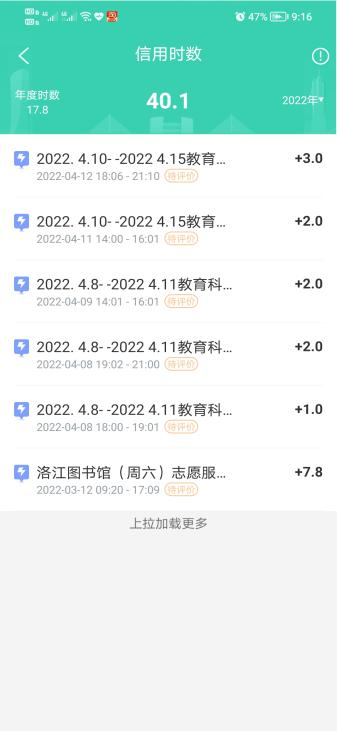 47% 9:16
信用时数
年度时数
17.8
40.1
2022年
2022. 4.10- -2022 4.15教育... +3.0
2022-04-12 18:06 - 21:10 待评价
2022. 4.10- -2022 4.15教育... +2.0
2022-04-11 14:00 - 16:01 待评价
2022. 4.8- -2022 4.11教育科... +2.0
2022-04-09 14:01 - 16:01 待评价
2022. 4.8- -2022 4.11教育科... +2.0
2022-04-08 19:02 - 21:00 待评价
2022. 4.8- -2022 4.11教育科... +1.0
2022-04-08 18:00 - 19:01 待评价
洛江图书馆（周六）志愿服... +7.8
2022-03-12 09:20 - 17:09 待评价
上拉加载更多